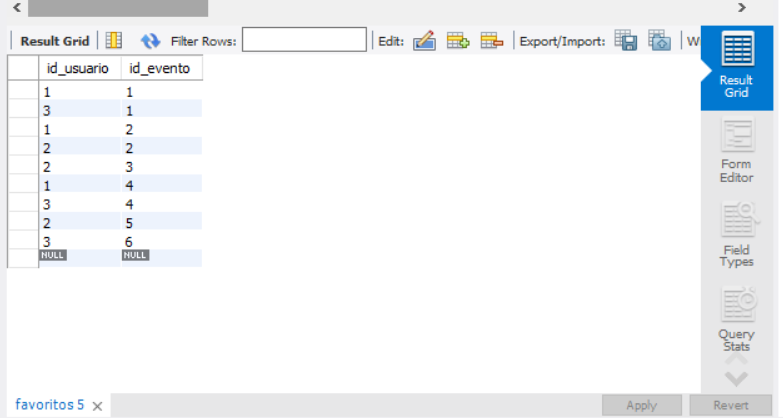 Result Grid Filter Rows: Edit: Export/Import: W
id_usuario id_evento
1 1
3 1
1 2
2 2
2 3
1 4
3 4
2 5
3 6
NULL NULL
Result
Grid
Form
Editor
Field
Types
Query
Stats
favoritos 5 Apply Revert